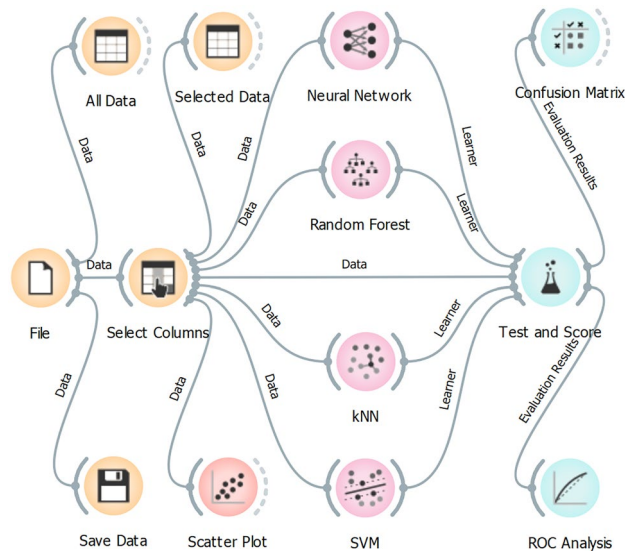 All Data
Selected Data
Neural Network
Confusion Matrix
Data
Data
Data
Learner
Evaluation Results
Random Forest
Data
Learner
Data
Data
File
Select Columns
Test and Score
Data
Data
Data
Data
Learner
Learner
Evaluation Results
kNN
Save Data
Scatter Plot
SVM
ROC Analysis